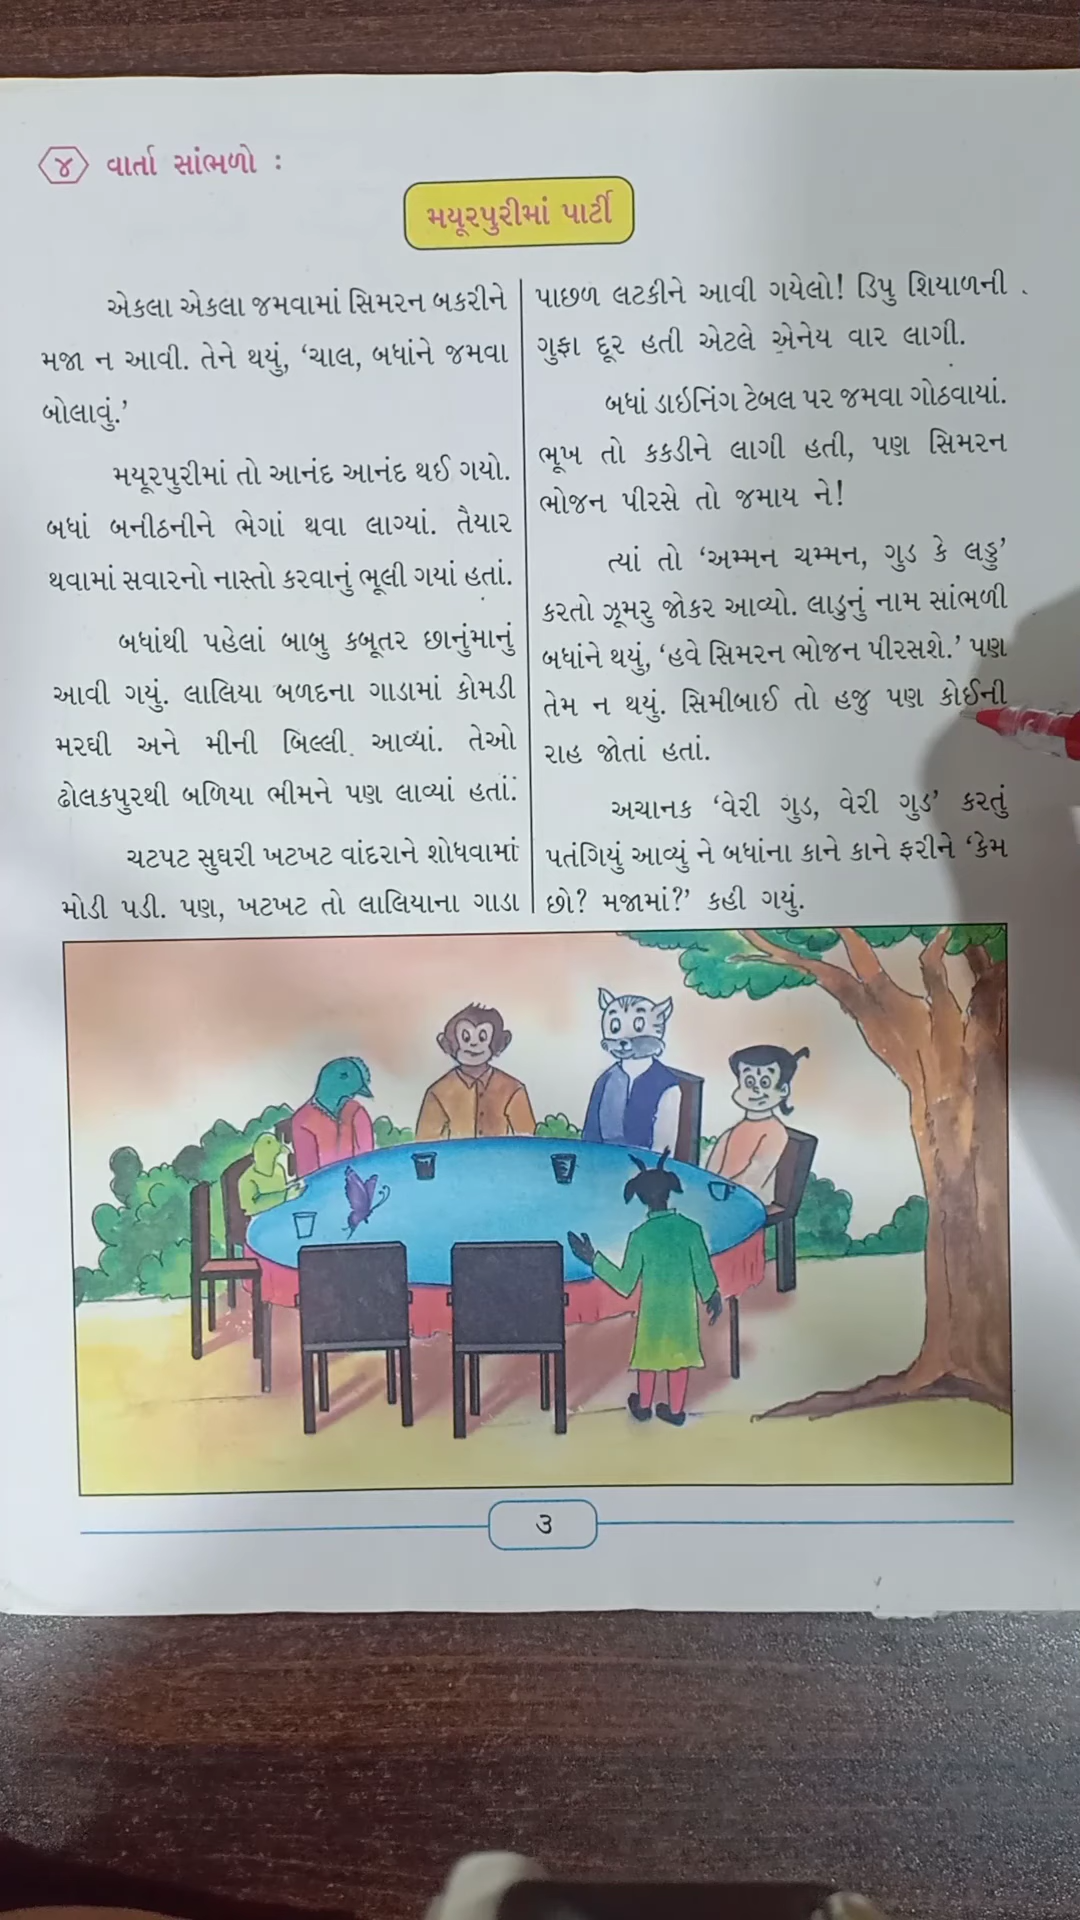 ૪ વાર્તા સાંભળો :
મયૂરપુરીમાં પાર્ટી
એકલા એકલા જમવામાં સિમરન બકરીને
મજા ન આવી. તેને થયું, ‘ચાલ, બધાંને જમવા
બોલાવું.’
મયૂરપુરીમાં તો આનંદ આનંદ થઈ ગયો.
બધાં બનીઠનીને ભેગાં થવા લાગ્યાં. તૈયાર
થવામાં સવારનો નાસ્તો કરવાનું ભૂલી ગયાં હતાં.
બધાંથી પહેલાં બાબુ કબૂતર છાનુંમાનું
આવી ગયું. લાલિયા બળદના ગાડામાં કોમડી
મરઘી અને મીની બિલ્લી આવ્યાં. તેઓ
ઢોલકપુરથી બળિયા ભીમને પણ લાવ્યાં હતાં.
ચટપટ સુઘરી ખટખટ વાંદરાને શોધવામાં
મોડી પડી. પણ, ખટખટ તો લાલિયાના ગાડા
પાછળ લટકીને આવી ગયેલો! ડિપુ શિયાળની
ગુફા દૂર હતી એટલે એનેય વાર લાગી.
બધાં ડાઇનિંગ ટેબલ પર જમવા ગોઠવાયાં.
ભૂખ તો કકડીને લાગી હતી, પણ સિમરન
ભોજન પીરસે તો જમાય ને!
ત્યાં તો ‘અમ્મન ચમ્મન, ગુડ કે લડ્ડુ’
કરતો ઝૂમરુ જોકર આવ્યો. લાડુનું નામ સાંભળી
બધાંને થયું, ‘હવે સિમરન ભોજન પીરસશે.’ પણ
તેમ ન થયું. સિમીબાઈ તો હજુ પણ કોઈની
રાહ જોતાં હતાં.
અચાનક ‘વેરી ગુડ, વેરી ગુડ’ કરતું
પતંગિયું આવ્યું ને બધાંના કાને કાને ફરીને ‘કેમ
છો? મજામાં?’ કહી ગયું.
૩